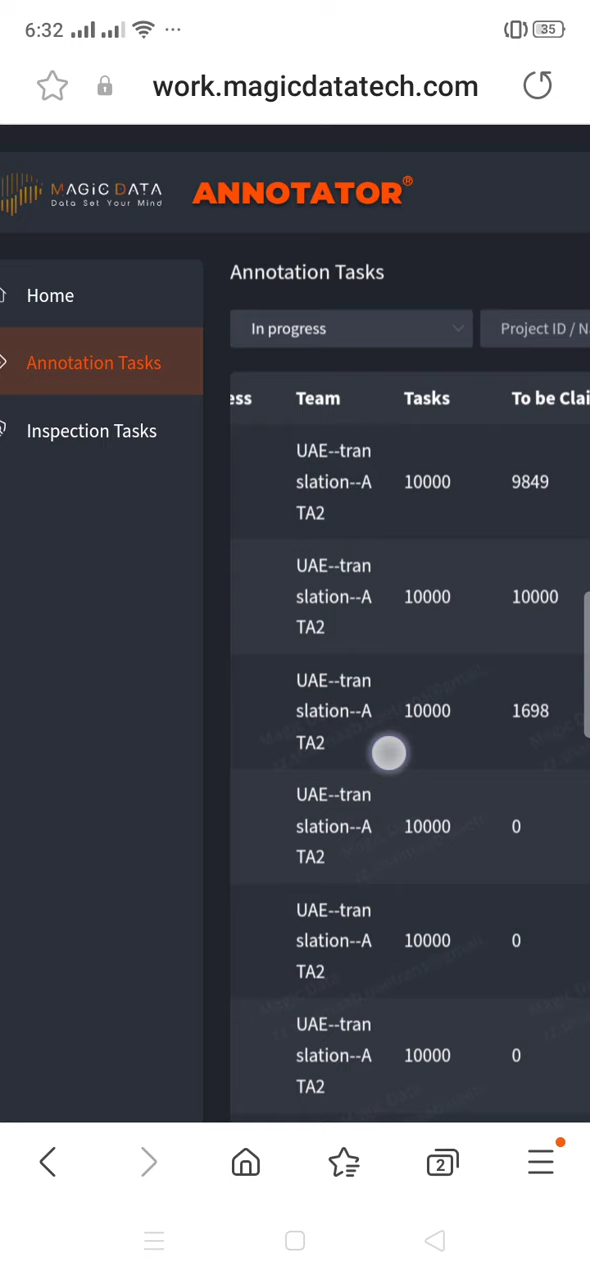 6:32 ... 35
work.magicdatatech.com
MAGIC DATA
Data Set Your Mind
ANNOTATOR®
Home
Annotation Tasks
Inspection Tasks
Annotation Tasks
In progress Project ID / N
ess Team Tasks To be Clai
UAE--tran
slation--A 10000 9849
TA2
UAE--tran
slation--A 10000 10000
TA2
UAE--tran
slation--A 10000 1698
TA2
UAE--tran
slation--A 10000 0
TA2
UAE--tran
slation--A 10000 0
TA2
UAE--tran
slation--A 10000 0
TA2
2